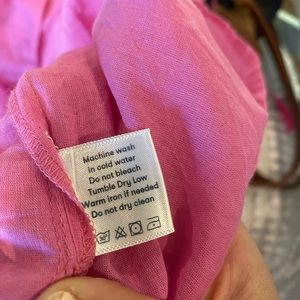 Machine wash
in cold water
Do not bleach
Tumble Dry Low
Warm iron if needed
Do not dry clean